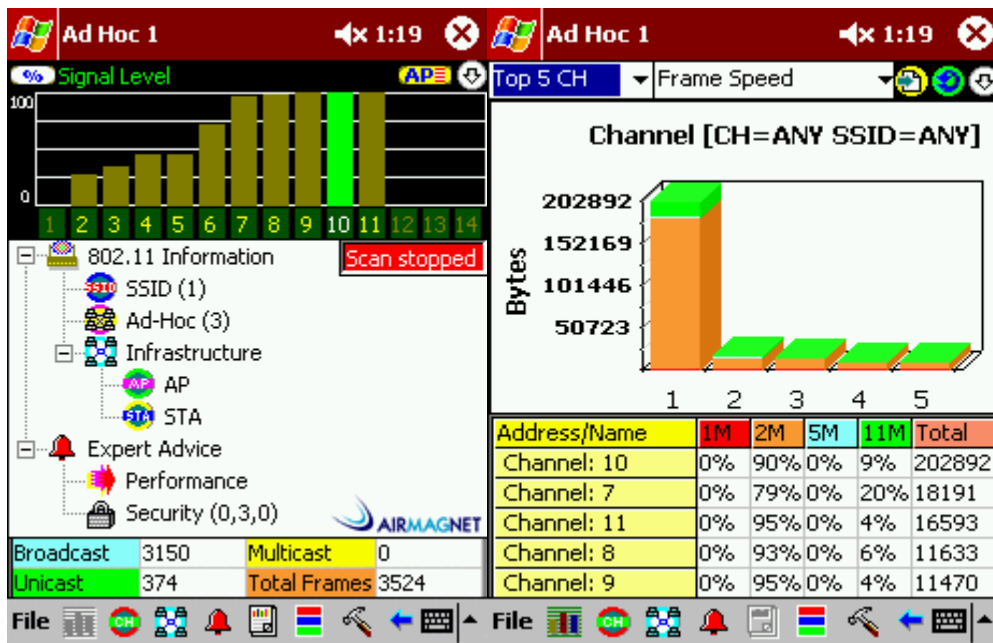 Ad Hoc 1 1:19
% Signal Level AP
100
0
1 2 3 4 5 6 7 8 9 10 11 12 13 14
802.11 Information Scan stopped
SSID SSID (1)
Ad-Hoc (3)
Infrastructure
AP AP
STA STA
Expert Advice
Performance
Security (0,3,0)
AIRMAGNET
Broadcast 3150 Multicast 0
Unicast 374 Total Frames 3524
File CH
Ad Hoc 1 1:19
Top 5 CH Frame Speed
Channel [CH=ANY SSID=ANY]
Bytes
202892
152169
101446
50723
1 2 3 4 5
Address/Name 1M 2M 5M 11M Total
Channel: 10 0% 90% 0% 9% 202892
Channel: 7 0% 79% 0% 20% 18191
Channel: 11 0% 95% 0% 4% 16593
Channel: 8 0% 93% 0% 6% 11633
Channel: 9 0% 95% 0% 4% 11470
File CH